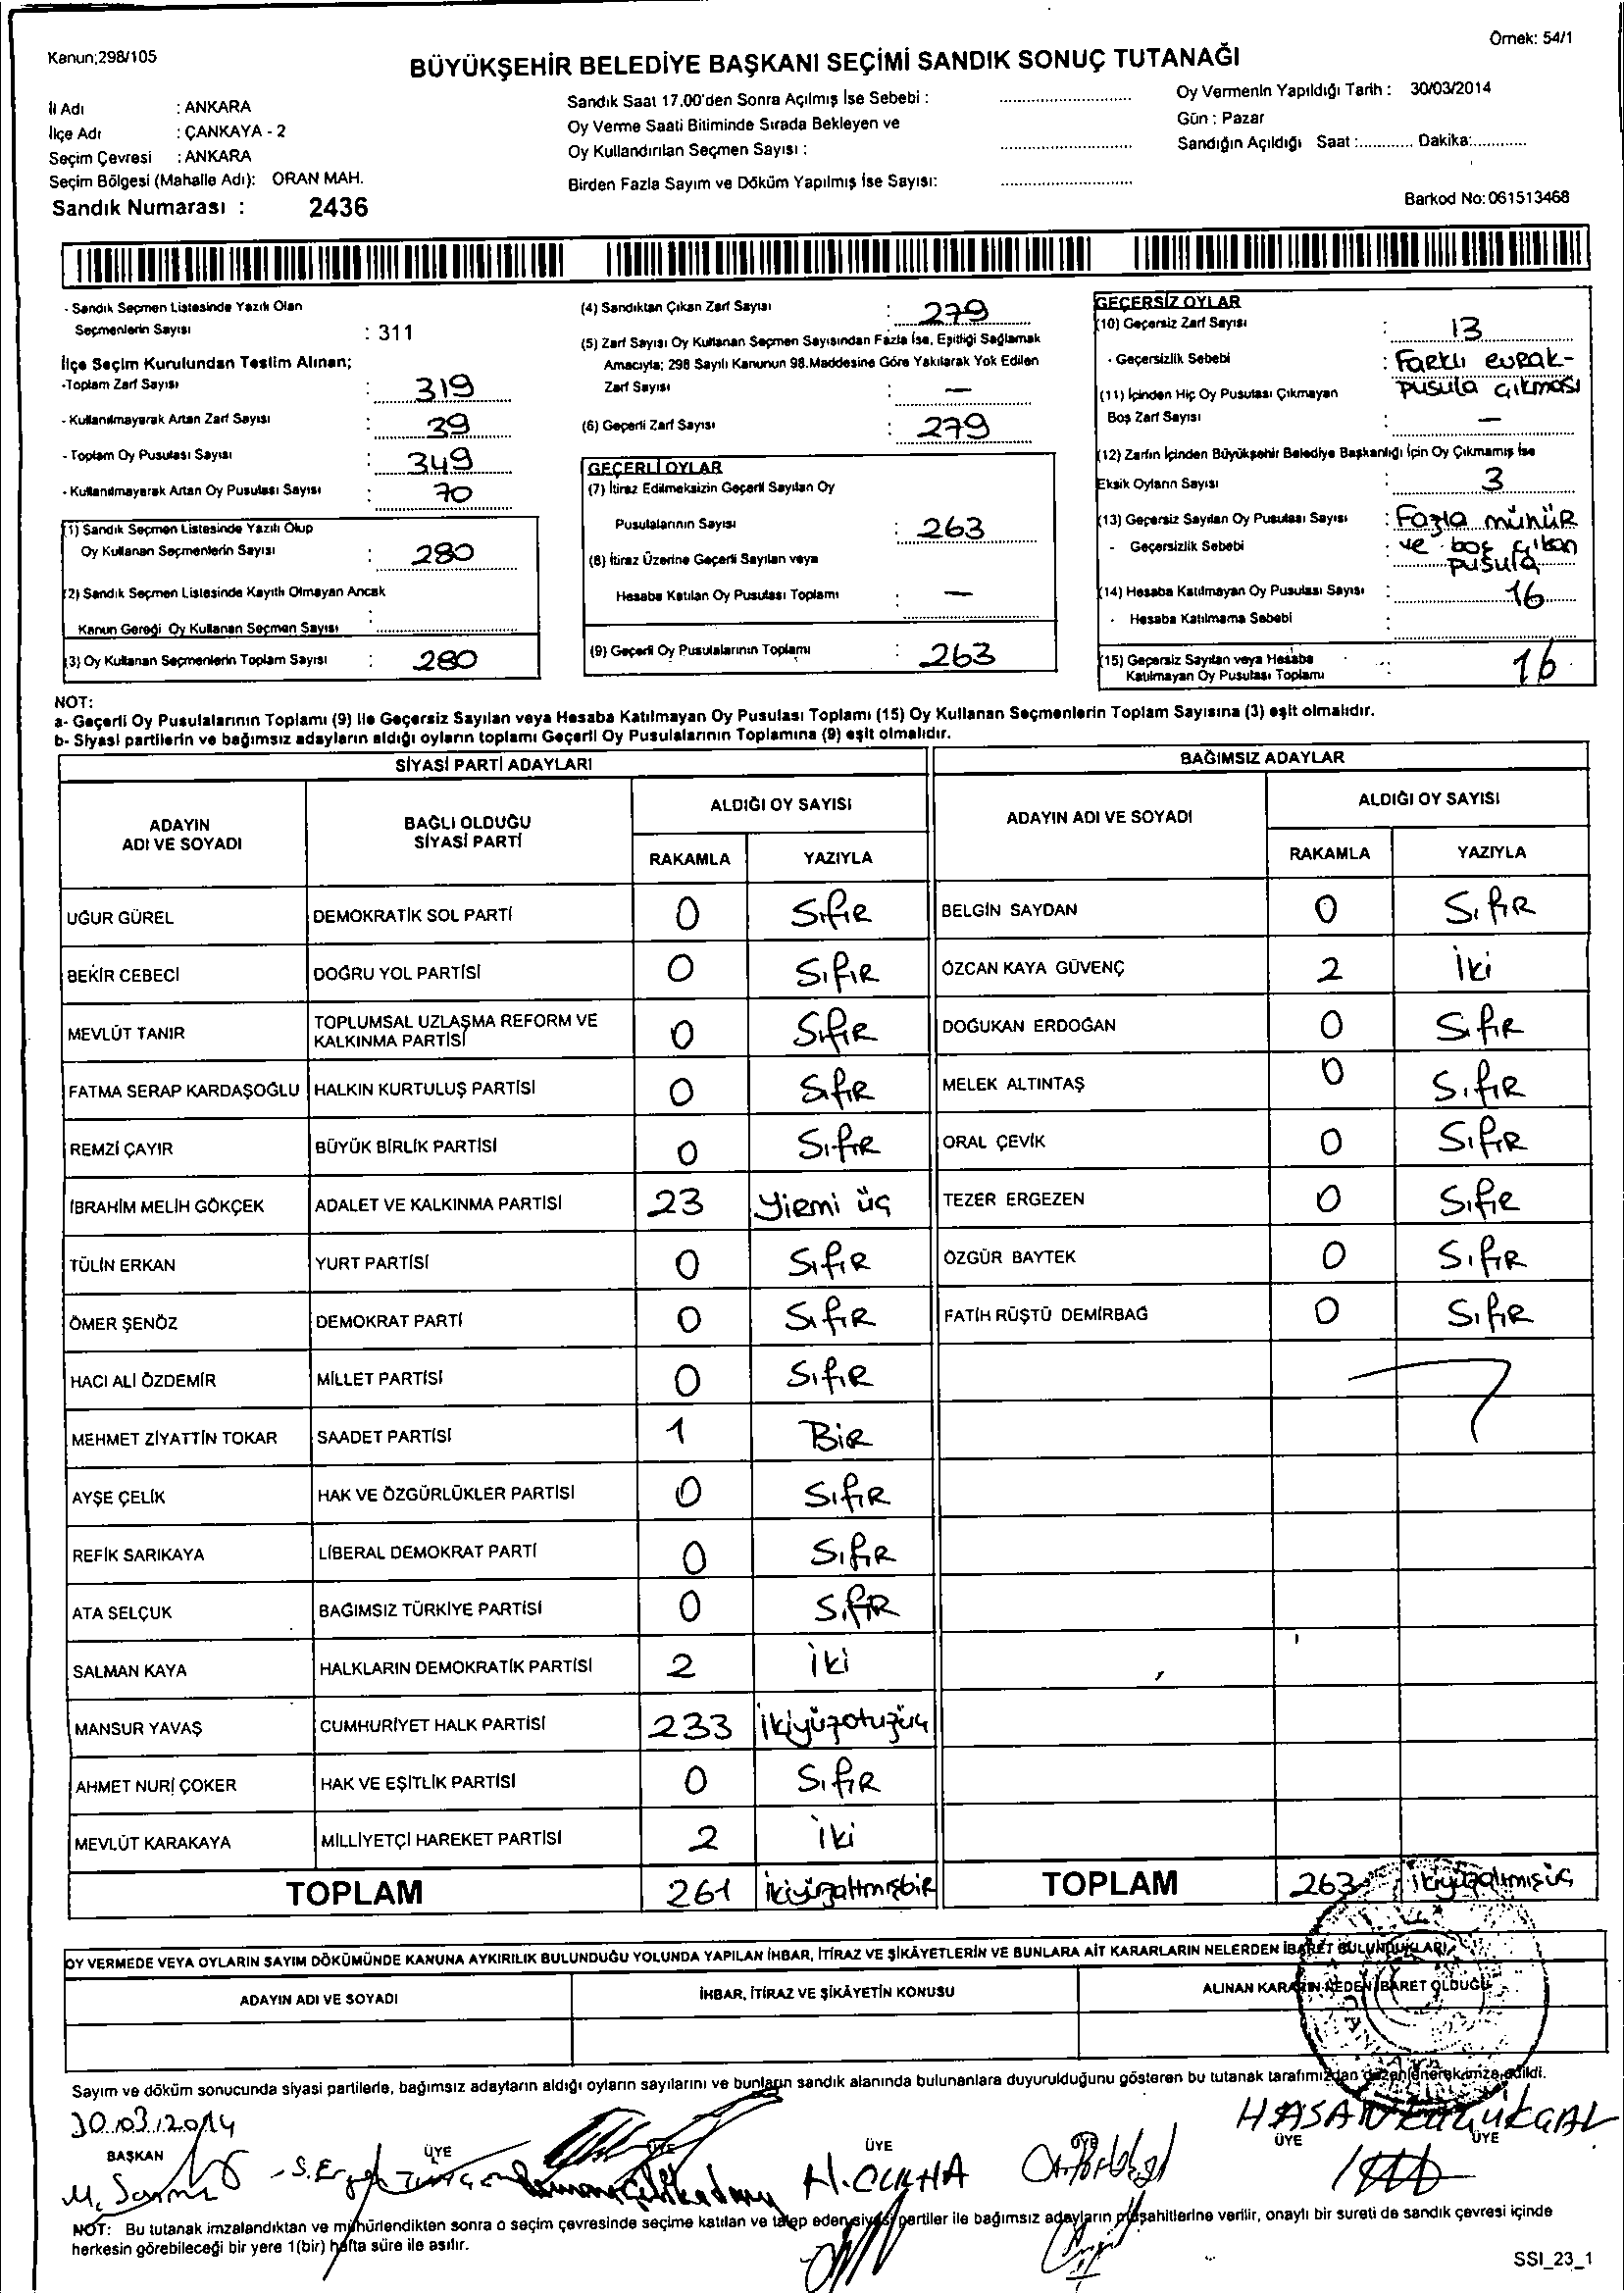 Kanun;298/105
Örnek: 54/1
BÜYÜKŞEHİR BELEDİYE BAŞKANI SEÇİMİ SANDIK SONUÇ TUTANAĞI
İl Adı : ANKARA
İlçe Adı : ÇANKAYA - 2
Seçim Çevresi : ANKARA
Seçim Bölgesi (Mahalle Adı): ORAN MAH.
Sandık Numarası : 2436
Sandık Saat 17.00'den Sonra Açılmış İse Sebebi :
Oy Verme Saati Bitiminde Sırada Bekleyen ve
Oy Kullandırılan Seçmen Sayısı :
Birden Fazla Sayım ve Döküm Yapılmış İse Sayısı:
Oy Vermenin Yapıldığı Tarih : 30/03/2014
Gün : Pazar
Sandığın Açıldığı Saat :............ Dakika:............
Barkod No: 061513468
- Sandık Seçmen Listesinde Yazılı Olan
Seçmenlerin Sayısı : 311
İlçe Seçim Kurulundan Teslim Alınan;
-Toplam Zarf Sayısı : 319
- Kullanılmayarak Artan Zarf Sayısı : 39
- Toplam Oy Pusulası Sayısı : 349
- Kullanılmayarak Artan Oy Pusulası Sayısı : 70
(1) Sandık Seçmen Listesinde Yazılı Olup
Oy Kullanan Seçmenlerin Sayısı : 280
(2) Sandık Seçmen Listesinde Kayıtlı Olmayan Ancak
Kanun Gereği Oy Kullanan Seçmen Sayısı :
(3) Oy Kullanan Seçmenlerin Toplam Sayısı : 280
(4) Sandıktan Çıkan Zarf Sayısı : 279
(5) Zarf Sayısı Oy Kullanan Seçmen Sayısından Fazla İse, Eşitliği Sağlamak
Amacıyla; 298 Sayılı Kanunun 98.Maddesine Göre Yakılarak Yok Edilen
Zarf Sayısı : —
(6) Geçerli Zarf Sayısı : 279
GEÇERLİ OYLAR
(7) İtiraz Edilmeksizin Geçerli Sayılan Oy
Pusulalarının Sayısı : 263
(8) İtiraz Üzerine Geçerli Sayılan veya
Hesaba Katılan Oy Pusulası Toplamı : —
(9) Geçerli Oy Pusulalarının Toplamı : 263
GEÇERSİZ OYLAR
(10) Geçersiz Zarf Sayısı : 13
- Geçersizlik Sebebi : Farklı evrak-
pusula çıkması
(11) İçinden Hiç Oy Pusulası Çıkmayan
Boş Zarf Sayısı : —
(12) Zarfın İçinden Büyükşehir Belediye Başkanlığı İçin Oy Çıkmamış İse
Eksik Oyların Sayısı : 3
(13) Geçersiz Sayılan Oy Pusulası Sayısı : Fazla mühüR
- Geçersizlik Sebebi : ve boş çıkan
pusula
(14) Hesaba Katılmayan Oy Pusulası Sayısı : 16
- Hesaba Katılmama Sebebi :
(15) Geçersiz Sayılan veya Hesaba
Katılmayan Oy Pusulası Toplamı : 16
NOT:
a- Geçerli Oy Pusulalarının Toplamı (9) ile Geçersiz Sayılan veya Hesaba Katılmayan Oy Pusulası Toplamı (15) Oy Kullanan Seçmenlerin Toplam Sayısına (3) eşit olmalıdır.
b- Siyasi partilerin ve bağımsız adayların aldığı oyların toplamı Geçerli Oy Pusulalarının Toplamına (9) eşit olmalıdır.
SİYASİ PARTİ ADAYLARI
ADAYIN
ADI VE SOYADI
BAĞLI OLDUĞU
SİYASİ PARTİ
ALDIĞI OY SAYISI
RAKAMLA YAZIYLA
UĞUR GÜREL DEMOKRATİK SOL PARTİ 0 Sıfır
BEKİR CEBECİ DOĞRU YOL PARTİSİ 0 Sıfır
MEVLÜT TANIR TOPLUMSAL UZLAŞMA REFORM VE
KALKINMA PARTİSİ 0 Sıfır
FATMA SERAP KARDAŞOĞLU HALKIN KURTULUŞ PARTİSİ 0 Sıfır
REMZİ ÇAYIR BÜYÜK BİRLİK PARTİSİ 0 Sıfır
İBRAHİM MELİH GÖKÇEK ADALET VE KALKINMA PARTİSİ 23 Yirmi üç
TÜLİN ERKAN YURT PARTİSİ 0 Sıfır
ÖMER ŞENÖZ DEMOKRAT PARTİ 0 Sıfır
HACI ALİ ÖZDEMİR MİLLET PARTİSİ 0 Sıfır
MEHMET ZİYATTİN TOKAR SAADET PARTİSİ 1 Bir
AYŞE ÇELİK HAK VE ÖZGÜRLÜKLER PARTİSİ 0 Sıfır
REFİK SARIKAYA LİBERAL DEMOKRAT PARTİ 0 Sıfır
ATA SELÇUK BAĞIMSIZ TÜRKİYE PARTİSİ 0 Sıfır
SALMAN KAYA HALKLARIN DEMOKRATİK PARTİSİ 2 İki
MANSUR YAVAŞ CUMHURİYET HALK PARTİSİ 233 İkiyüzotuzüç
AHMET NURİ ÇOKER HAK VE EŞİTLİK PARTİSİ 0 Sıfır
MEVLÜT KARAKAYA MİLLİYETÇİ HAREKET PARTİSİ 2 İki
TOPLAM 261 ikiyüzaltmışbir
BAĞIMSIZ ADAYLAR
ADAYIN ADI VE SOYADI
ALDIĞI OY SAYISI
RAKAMLA YAZIYLA
BELGİN SAYDAN 0 Sıfır
ÖZCAN KAYA GÜVENÇ 2 İki
DOĞUKAN ERDOĞAN 0 Sıfır
MELEK ALTINTAŞ 0 Sıfır
ORAL ÇEVİK 0 Sıfır
TEZER ERGEZEN 0 Sıfır
ÖZGÜR BAYTEK 0 Sıfır
FATİH RÜŞTÜ DEMİRBAĞ 0 Sıfır
TOPLAM 263 ikiyüzaltmışüç
OY VERMEDE VEYA OYLARIN SAYIM DÖKÜMÜNDE KANUNA AYKIRILIK BULUNDUĞU YOLUNDA YAPILAN İHBAR, İTİRAZ VE ŞİKÂYETLERİN VE BUNLARA AİT KARARLARIN NELERDEN İBARET BULUNDUKLARI
ADAYIN ADI VE SOYADI
İHBAR, İTİRAZ VE ŞİKÂYETİN KONUSU
ALINAN KARARIN NEDEN İBARET OLDUĞU
Sayım ve döküm sonucunda siyasi partilerle, bağımsız adayların aldığı oyların sayılarını ve bunların sandık alanında bulunanlara duyurulduğunu gösteren bu tutanak tarafımızdan düzenlenerek imza edildi.
30.03.2014
BAŞKAN ÜYE ÜYE ÜYE ÜYE ÜYE ÜYE
NOT: Bu tutanak imzalandıktan ve mühürlendikten sonra o seçim çevresinde seçime katılan ve talep eden siyasi partiler ile bağımsız adayların müşahitlerine verilir, onaylı bir sureti de sandık çevresi içinde
herkesin görebileceği bir yere 1(bir) hafta süre ile asılır.
SSI_23_1